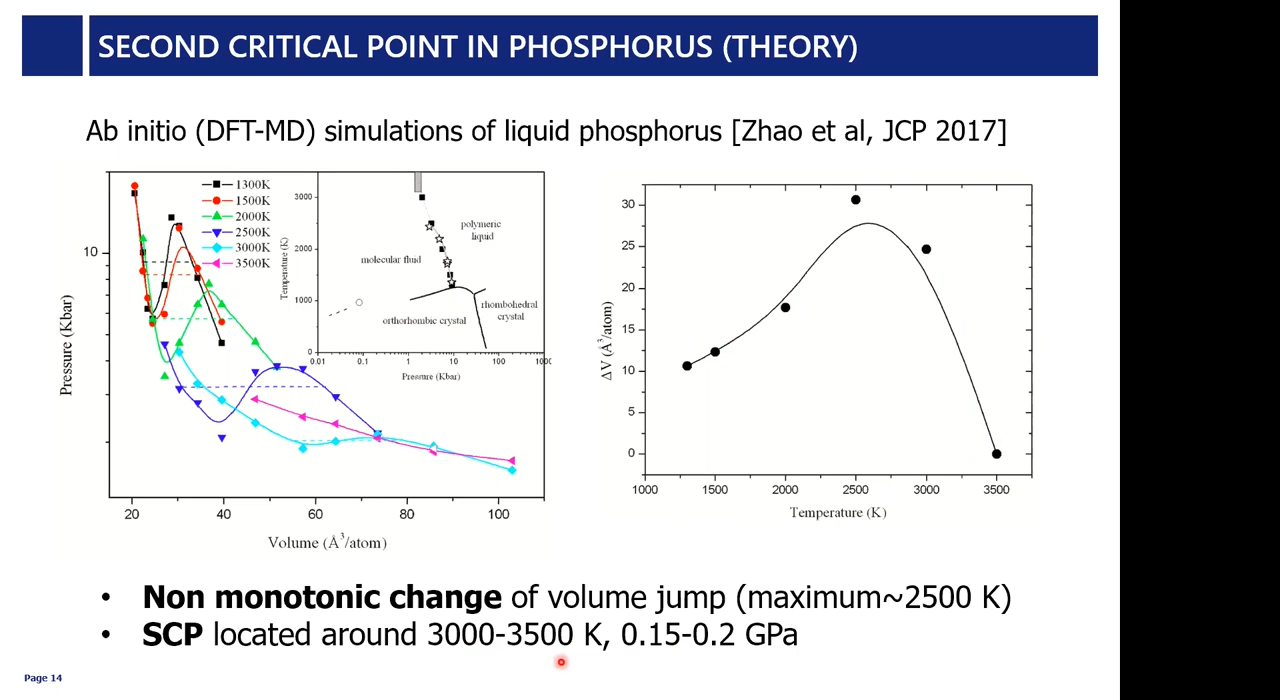 SECOND CRITICAL POINT IN PHOSPHORUS (THEORY)
Ab initio (DFT-MD) simulations of liquid phosphorus [Zhao et al, JCP 2017]
1300K
1500K
2000K
2500K
3000K
3500K
10
Pressure (Kbar)
20 40 60 80 100
Volume (Å³/atom)
3000
2000
1000
0
Temperature (K)
polymeric
liquid
molecular fluid
rhombohedral
crystal
orthorhombic crystal
0.01 0.1 1 10 100 1000
Pressure (Kbar)
30
25
20
15
10
5
0
ΔV (Å³/atom)
1000 1500 2000 2500 3000 3500
Temperature (K)
• Non monotonic change of volume jump (maximum~2500 K)
• SCP located around 3000-3500 K, 0.15-0.2 GPa
Page 14